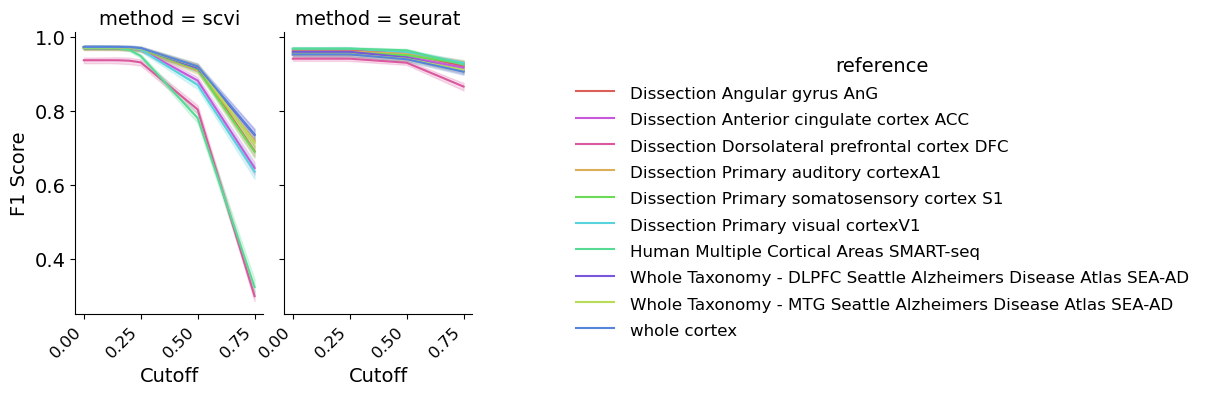 method = scvi
method = seurat
1.0
0.8
0.6
0.4
F1 Score
0.00
0.25
0.50
0.75
Cutoff
0.00
0.25
0.50
0.75
Cutoff
reference
Dissection Angular gyrus AnG
Dissection Anterior cingulate cortex ACC
Dissection Dorsolateral prefrontal cortex DFC
Dissection Primary auditory cortexA1
Dissection Primary somatosensory cortex S1
Dissection Primary visual cortexV1
Human Multiple Cortical Areas SMART-seq
Whole Taxonomy - DLPFC Seattle Alzheimers Disease Atlas SEA-AD
Whole Taxonomy - MTG Seattle Alzheimers Disease Atlas SEA-AD
whole cortex